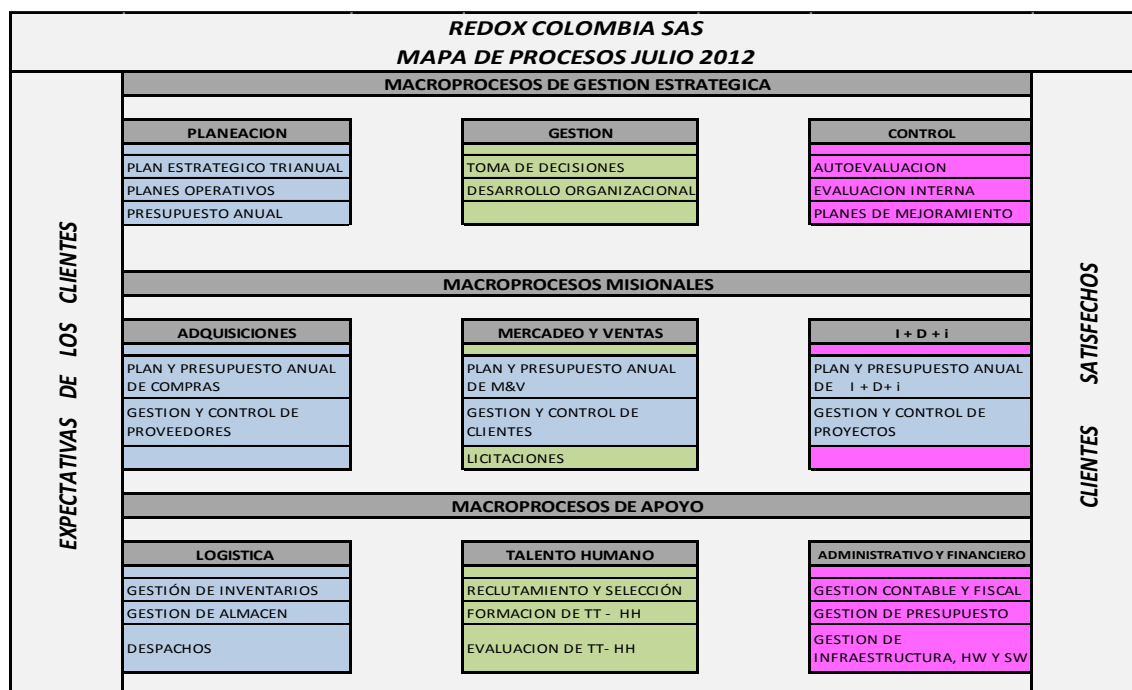 REDOX COLOMBIA SAS
MAPA DE PROCESOS JULIO 2012
EXPECTATIVAS DE LOS CLIENTES
MACROPROCESOS DE GESTION ESTRATEGICA
PLANEACION
PLAN ESTRATEGICO TRIANUAL
PLANES OPERATIVOS
PRESUPUESTO ANUAL
GESTION
TOMA DE DECISIONES
DESARROLLO ORGANIZACIONAL
CONTROL
AUTOEVALUACION
EVALUACION INTERNA
PLANES DE MEJORAMIENTO
MACROPROCESOS MISIONALES
ADQUISICIONES
PLAN Y PRESUPUESTO ANUAL
DE COMPRAS
GESTION Y CONTROL DE
PROVEEDORES
MERCADEO Y VENTAS
PLAN Y PRESUPUESTO ANUAL
DE M&V
GESTION Y CONTROL DE
CLIENTES
LICITACIONES
I + D + i
PLAN Y PRESUPUESTO ANUAL
DE I + D+ i
GESTION Y CONTROL DE
PROYECTOS
MACROPROCESOS DE APOYO
LOGISTICA
GESTIÓN DE INVENTARIOS
GESTION DE ALMACEN
DESPACHOS
TALENTO HUMANO
RECLUTAMIENTO Y SELECCIÓN
FORMACION DE TT - HH
EVALUACION DE TT- HH
ADMINISTRATIVO Y FINANCIERO
GESTION CONTABLE Y FISCAL
GESTION DE PRESUPUESTO
GESTION DE
INFRAESTRUCTURA, HW Y SW
CLIENTES SATISFECHOS